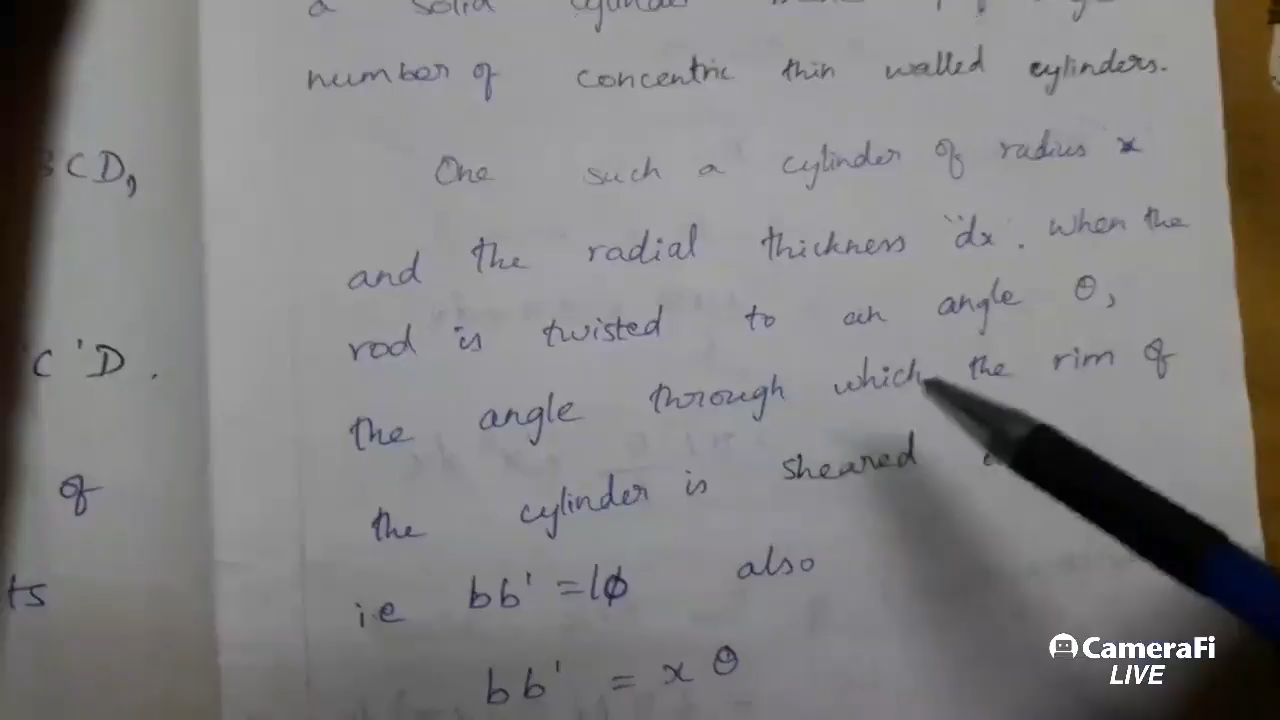 a solid cylinder
number of concentric thin walled cylinders.
One such a cylinder of radius x
and the radial thickness "dx". when the
rod is twisted to an angle θ,
the angle through which the rim of
the cylinder is sheared
ie bb' = lϕ also
bb' = x θ
CD,
C'D.
of
ts
CameraFi
LIVE